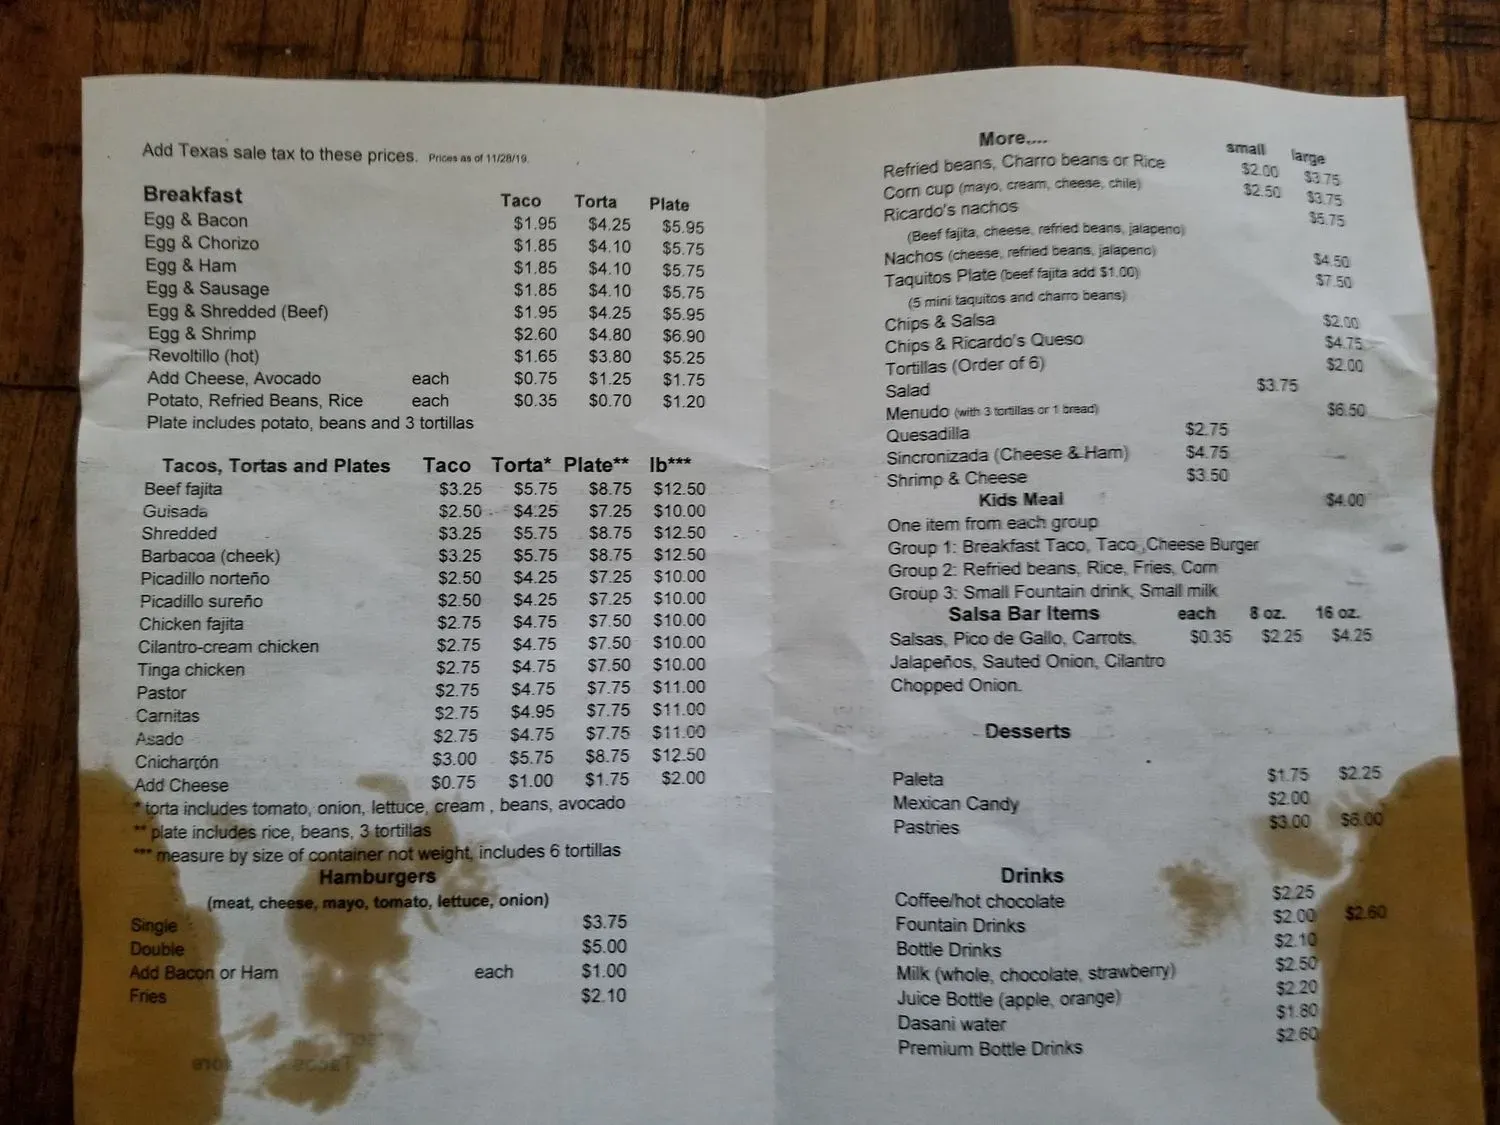 Add Texas sale tax to these prices. Prices as of 11/28/19.
Breakfast Taco Torta Plate
Egg & Bacon $1.95 $4.25 $5.95
Egg & Chorizo $1.85 $4.10 $5.75
Egg & Ham $1.85 $4.10 $5.75
Egg & Sausage $1.85 $4.10 $5.75
Egg & Shredded (Beef) $1.95 $4.25 $5.95
Egg & Shrimp $2.60 $4.80 $6.90
Revoltillo (hot) $1.65 $3.80 $5.25
Add Cheese, Avocado each $0.75 $1.25 $1.75
Potato, Refried Beans, Rice each $0.35 $0.70 $1.20
Plate includes potato, beans and 3 tortillas
Tacos, Tortas and Plates Taco Torta* Plate** lb***
Beef fajita $3.25 $5.75 $8.75 $12.50
Guisada $2.50 $4.25 $7.25 $10.00
Shredded $3.25 $5.75 $8.75 $12.50
Barbacoa (cheek) $3.25 $5.75 $8.75 $12.50
Picadillo norteño $2.50 $4.25 $7.25 $10.00
Picadillo sureño $2.50 $4.25 $7.25 $10.00
Chicken fajita $2.75 $4.75 $7.50 $10.00
Cilantro-cream chicken $2.75 $4.75 $7.50 $10.00
Tinga chicken $2.75 $4.75 $7.50 $10.00
Pastor $2.75 $4.75 $7.75 $11.00
Carnitas $2.75 $4.95 $7.75 $11.00
Asado $2.75 $4.75 $7.75 $11.00
Chicharrón $3.00 $5.75 $8.75 $12.50
Add Cheese $0.75 $1.00 $1.75 $2.00
* torta includes tomato, onion, lettuce, cream , beans, avocado
** plate includes rice, beans, 3 tortillas
*** measure by size of container not weight, includes 6 tortillas
Hamburgers
(meat, cheese, mayo, tomato, lettuce, onion)
Single $3.75
Double $5.00
Add Bacon or Ham each $1.00
Fries $2.10
More.... small large
Refried beans, Charro beans or Rice $2.00 $3.75
Corn cup (mayo, cream, cheese, chile) $2.50 $3.75
Ricardo's nachos $5.75
(Beef fajita, cheese, refried beans, jalapeno)
Nachos (cheese, refried beans, jalapeno) $4.50
Taquitos Plate (beef fajita add $1.00) $7.50
(5 mini taquitos and charro beans)
Chips & Salsa $2.00
Chips & Ricardo's Queso $4.75
Tortillas (Order of 6) $2.00
Salad $3.75
Menudo (with 3 tortillas or 1 bread) $6.50
Quesadilla $2.75
Sincronizada (Cheese & Ham) $4.75
Shrimp & Cheese $3.50
Kids Meal $4.00
One item from each group
Group 1: Breakfast Taco, Taco ,Cheese Burger
Group 2: Refried beans, Rice, Fries, Corn
Group 3: Small Fountain drink, Small milk
Salsa Bar Items each 8 oz. 16 oz.
Salsas, Pico de Gallo, Carrots. $0.35 $2.25 $4.25
Jalapeños, Sauted Onion, Cilantro
Chopped Onion.
Desserts
Paleta $1.75 $2.25
Mexican Candy $2.00
Pastries $3.00 $6.00
Drinks
Coffee/hot chocolate $2.25
Fountain Drinks $2.00 $2.60
Bottle Drinks $2.10
Milk (whole, chocolate, strawberry) $2.50
Juice Bottle (apple, orange) $2.20
Dasani water $1.80
Premium Bottle Drinks $2.60